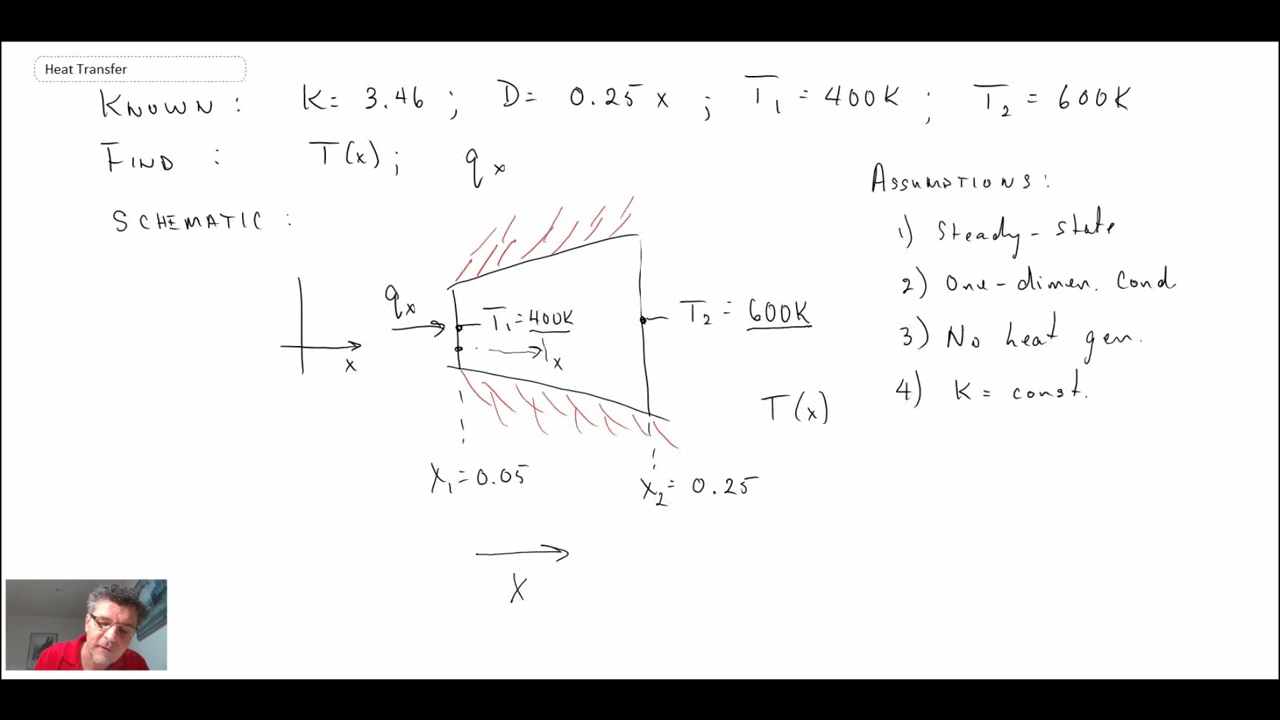 Heat Transfer
KNOWN : K = 3.46 ; D = 0.25 x ; T₁ = 400K ; T₂ = 600K
FIND : T(x) ; qₓ
SCHEMATIC :
ASSUMPTIONS :
1) Steady-state
2) One-dimen. Cond
3) No heat gen.
4) K = const.
qₓ
T₁ = 400K
T₂ = 600K
x
x
T(x)
X₁ = 0.05
X₂ = 0.25
X